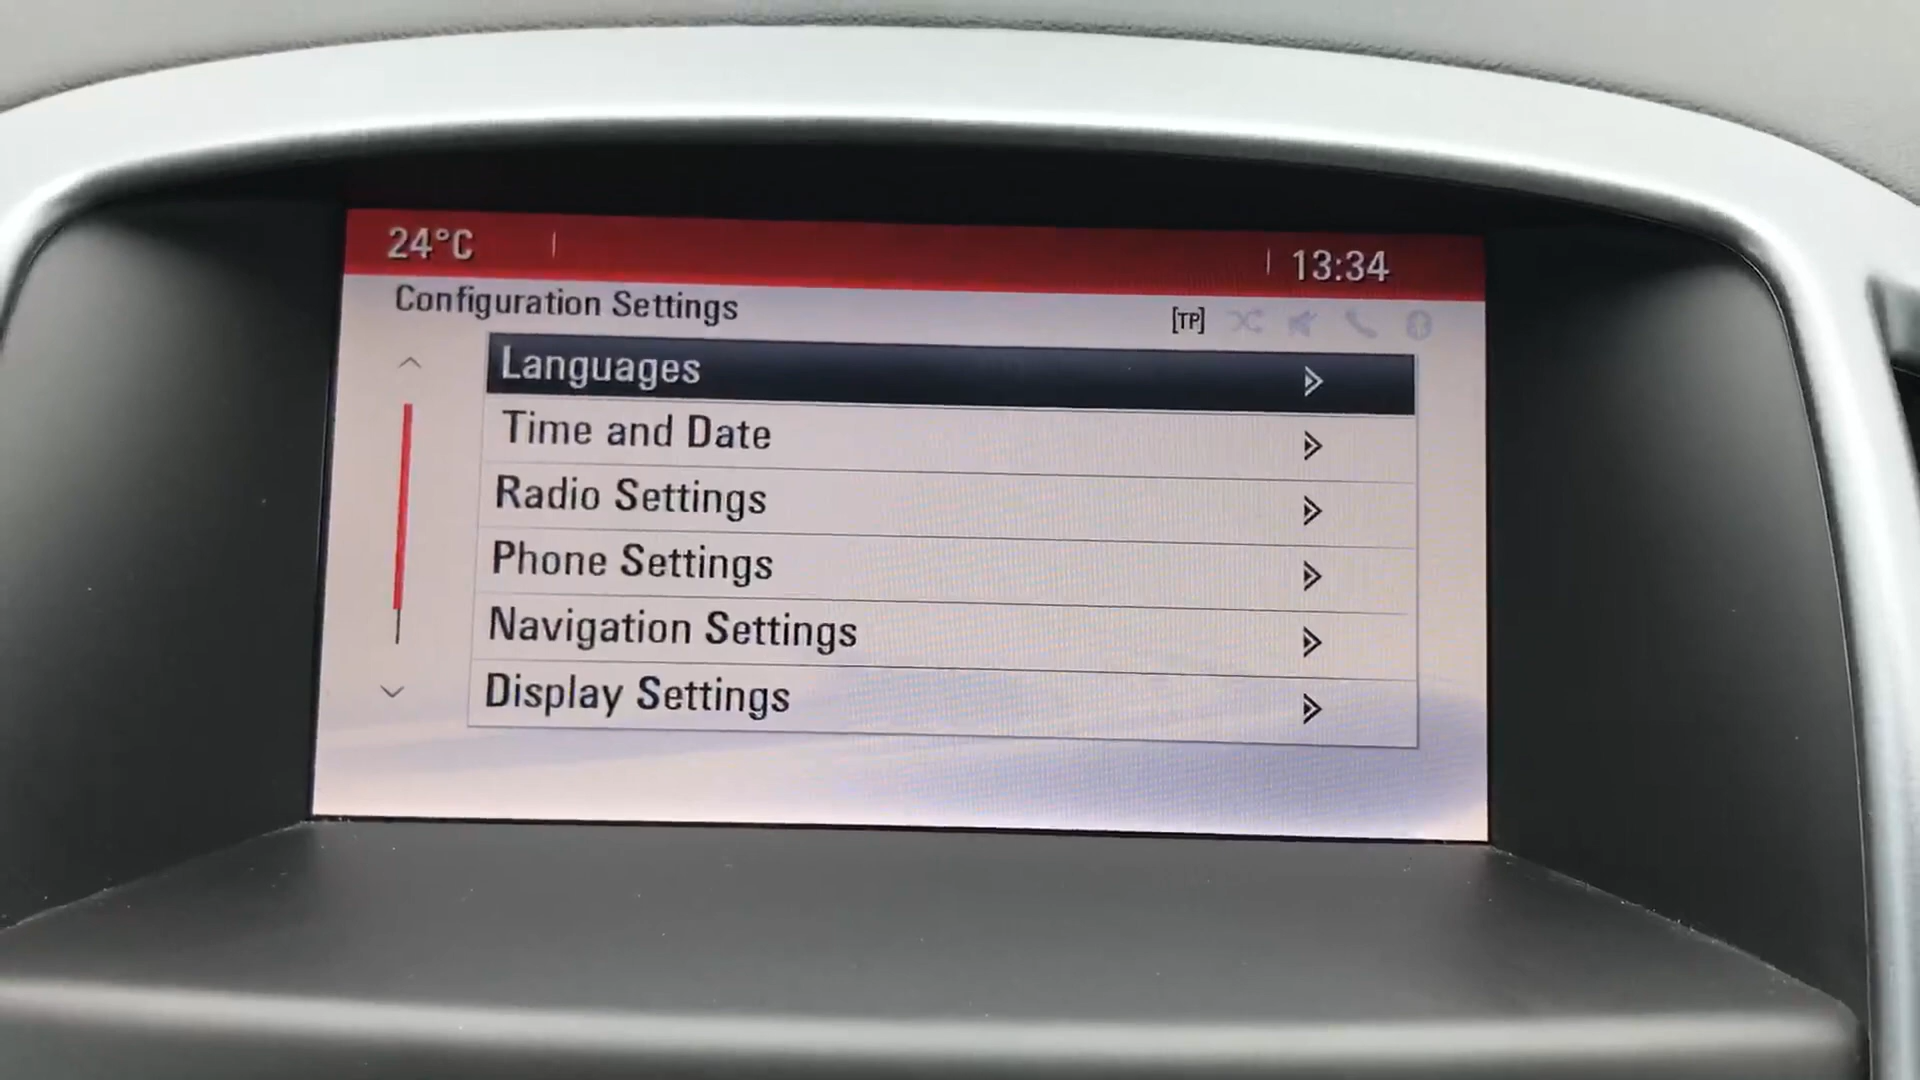 24°C
13:34
Configuration Settings
[TP]
Languages
Time and Date
Radio Settings
Phone Settings
Navigation Settings
Display Settings